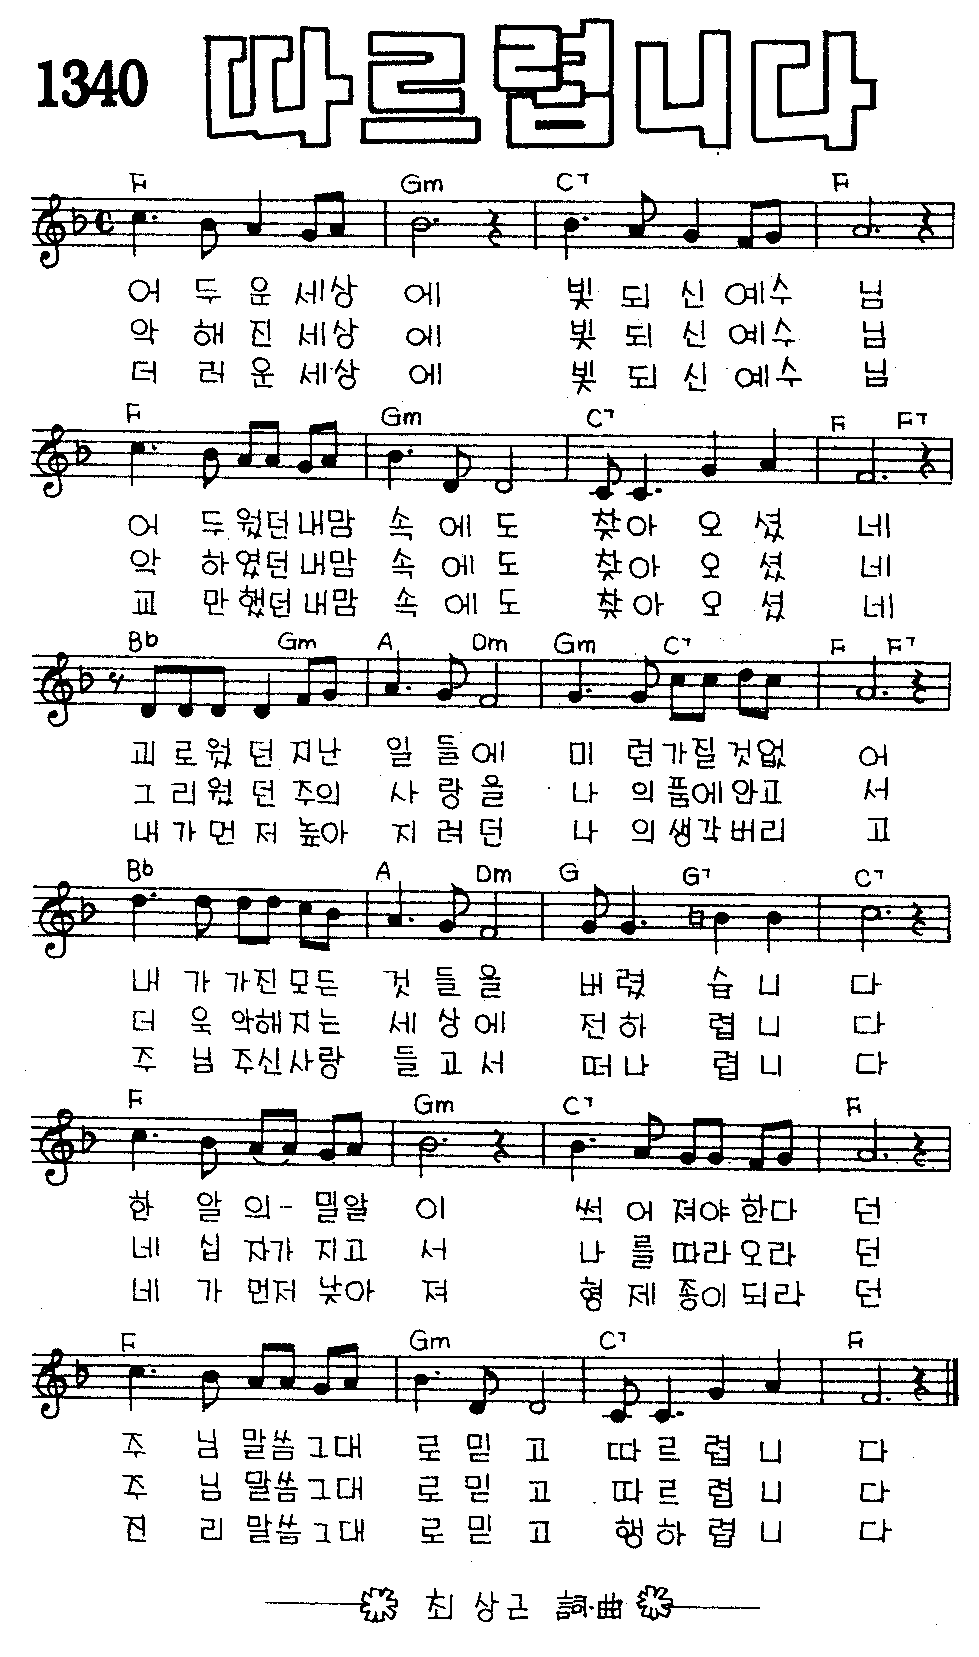 1340 따르렵니다
F Gm C7 F
어 두 운 세상 에 빛 되 신 예수 님
악 해 진 세상 에 빛 되 신 예수 님
더 러 운 세상 에 빛 되 신 예수 님
F Gm C7 F F7
어 두웠던내맘 속 에 도 찾아 오 셨 네
악 하였던내맘 속 에 도 찾아 오 셨 네
교 만했던내맘 속 에 도 찾아 오 셨 네
Bb Gm A Dm Gm C7 F F7
괴로웠 던 지난 일 들에 미 련가질것없 어
그리웠 던 주의 사 랑을 나 의품에안고 서
내가먼 저 높아 지 려던 나 의생각버리 고
Bb A Dm G G7 C7
내 가 가진모든 것 들을 버렸 습 니 다
더 욱 악해지는 세 상에 전하 렵 니 다
주 님 주신사랑 들 고 서 떠나 렵 니 다
F Gm C7 F
한 알 의- 밀알 이 썩 어 져야 한다 던
네 십 자가 지고 서 나 를 따라 오라 던
네 가 먼저 낮아 져 형 제 종이 되라 던
F Gm C7 F
주 님 말씀그대 로 믿 고 따 르 렵 니 다
주 님 말씀그대 로 믿 고 따 르 렵 니 다
진 리 말씀그대 로 믿 고 행 하 렵 니 다
최 상 근 詞·曲